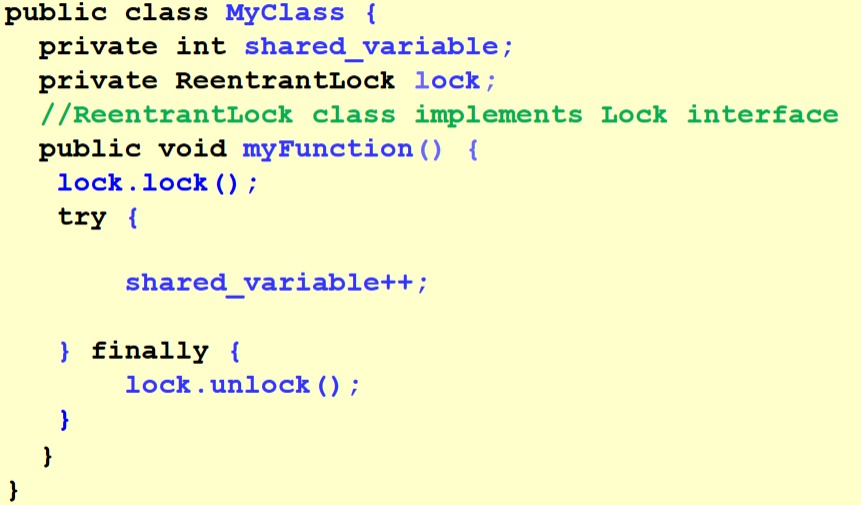 public class MyClass {
private int shared_variable;
private ReentrantLock lock;
//ReentrantLock class implements Lock interface
public void myFunction() {
lock.lock();
try {
shared_variable++;
} finally {
lock.unlock();
}
}
}